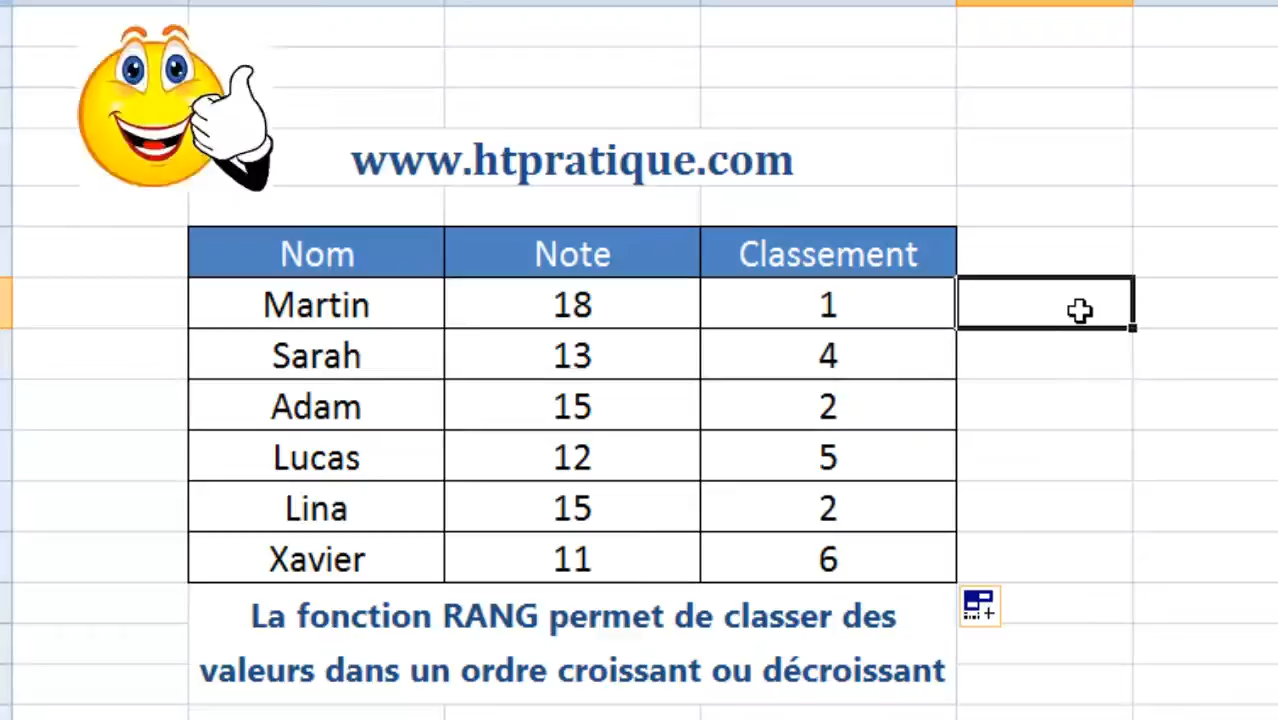 www.htpratique.com
Nom Note Classement
Martin 18 1
Sarah 13 4
Adam 15 2
Lucas 12 5
Lina 15 2
Xavier 11 6
La fonction RANG permet de classer des
valeurs dans un ordre croissant ou décroissant